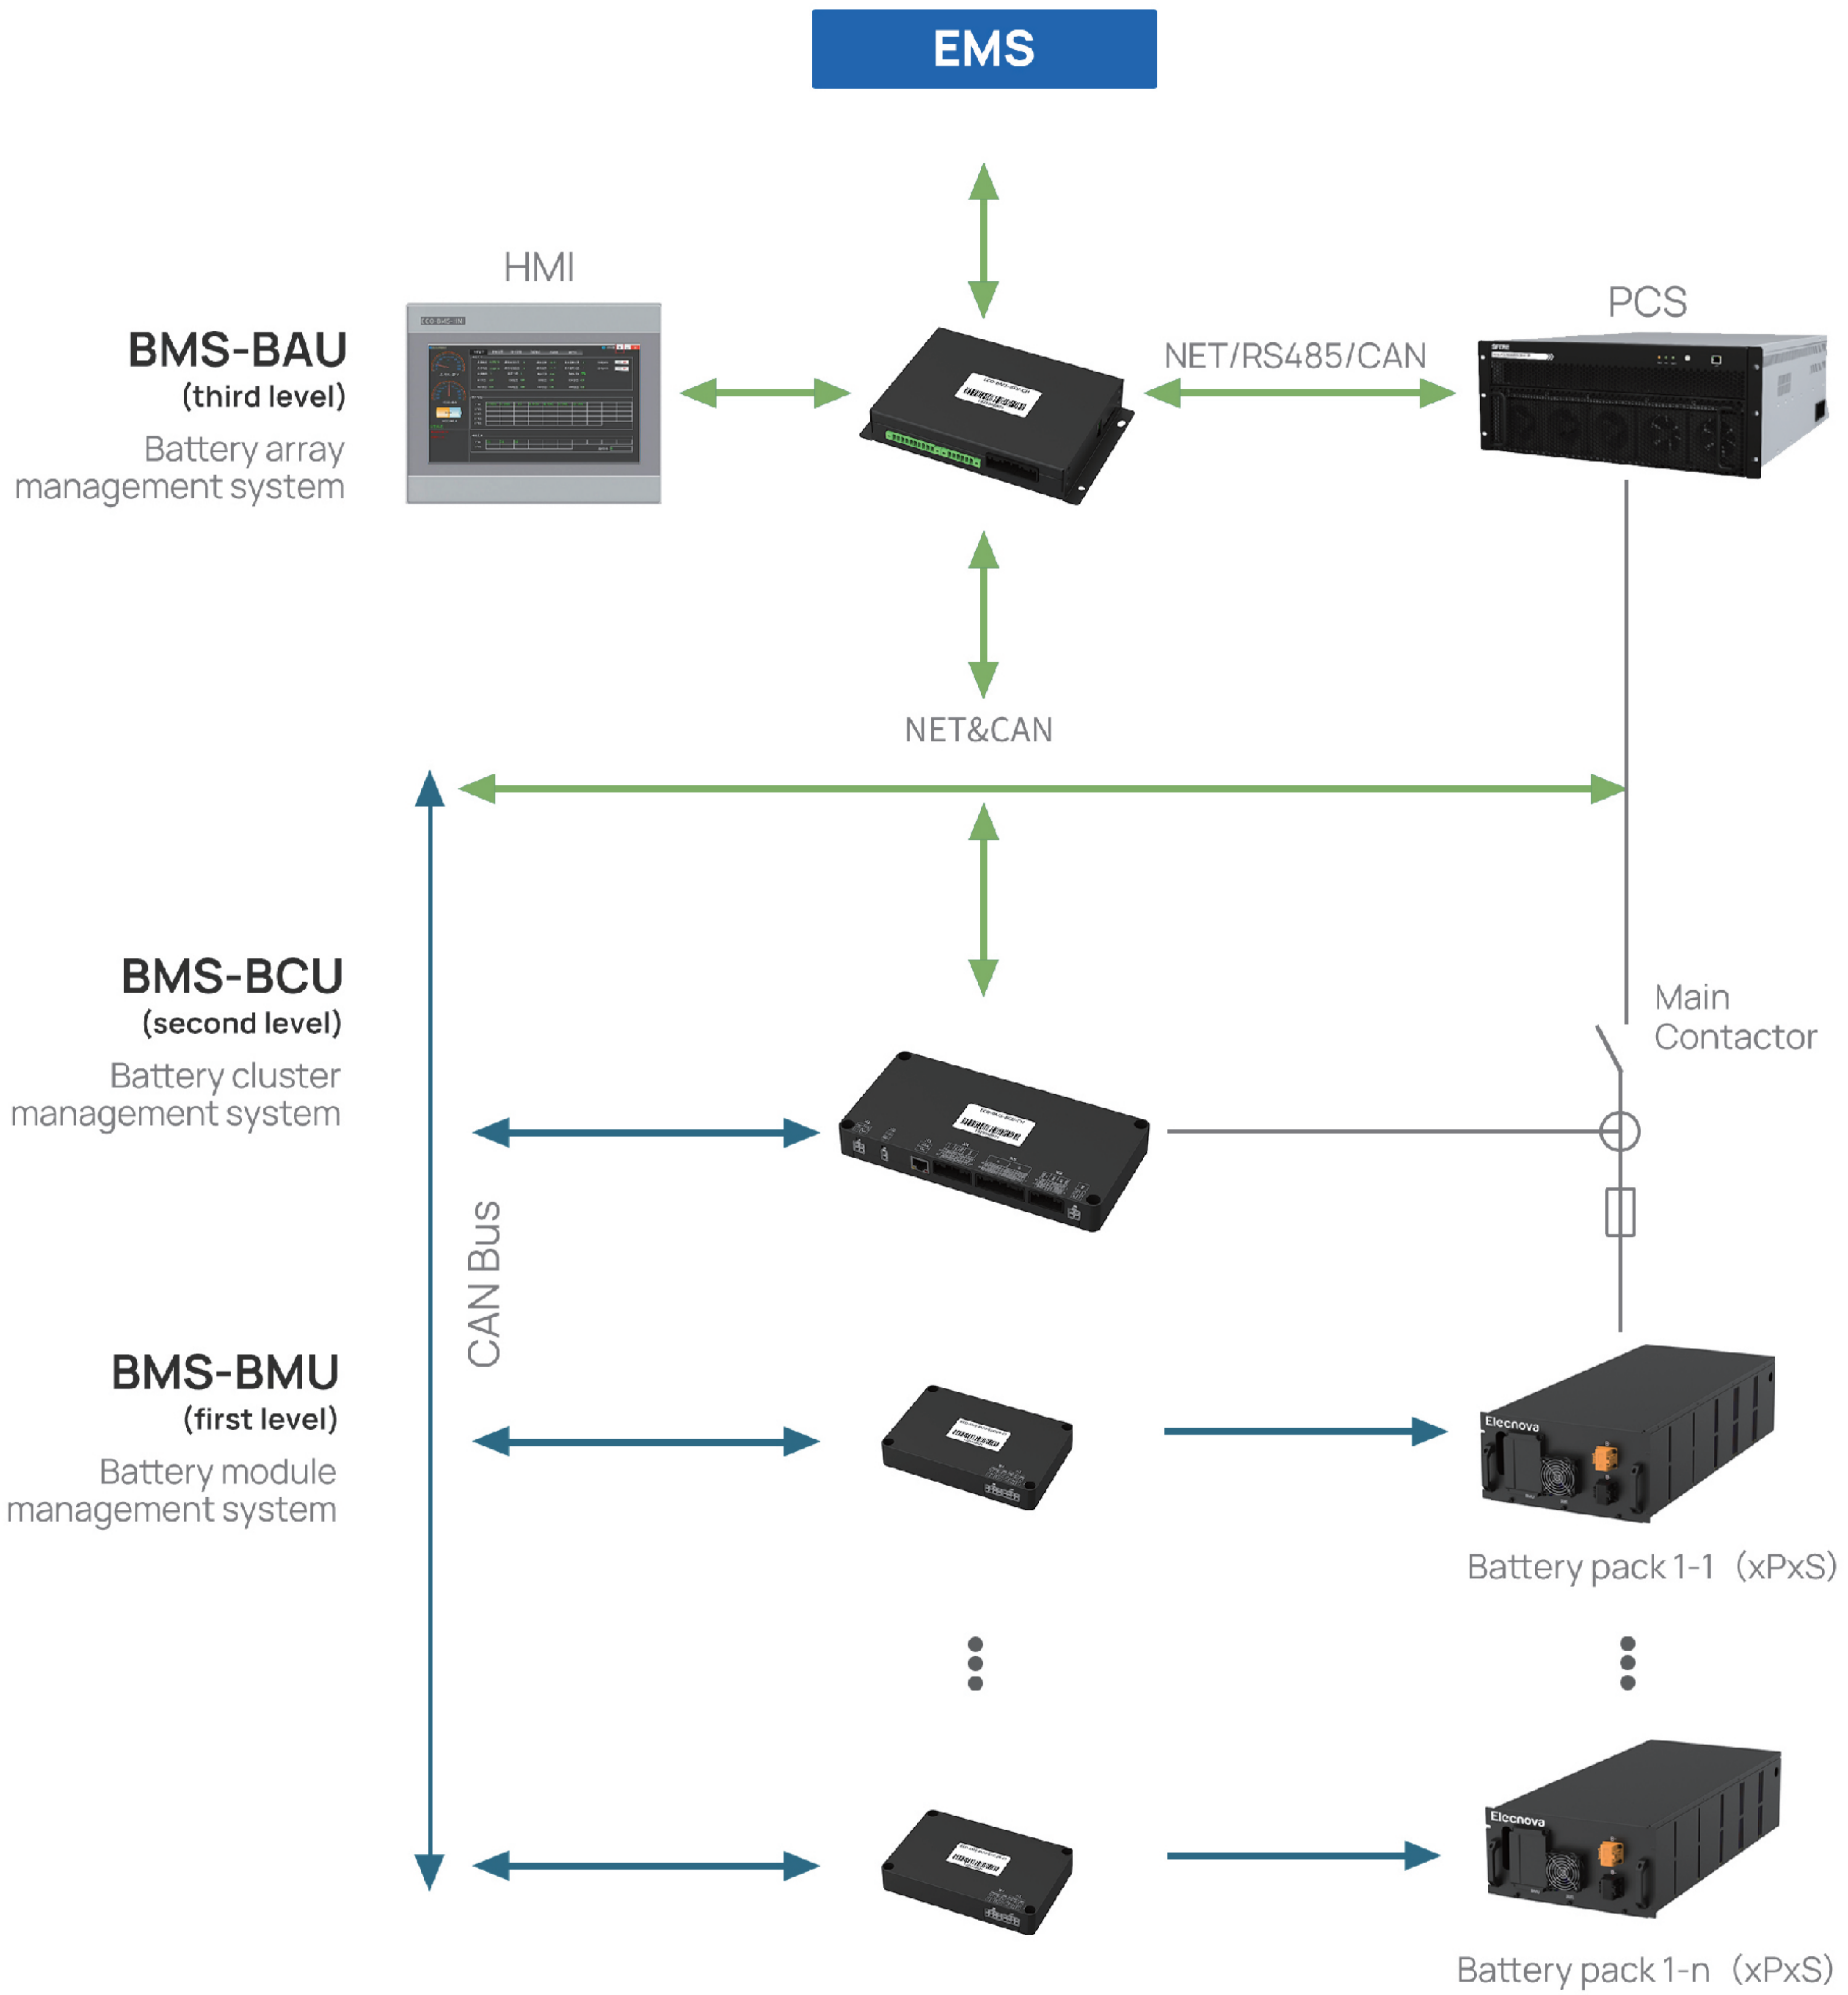 EMS
HMI
PCS
BMS-BAU
(third level)
Battery array
management system
NET/RS485/CAN
NET&CAN
BMS-BCU
(second level)
Battery cluster
management system
Main
Contactor
CAN Bus
BMS-BMU
(first level)
Battery module
management system
Elecnova
Battery pack 1-1 (xPxS)
Elecnova
Battery pack 1-n (xPxS)